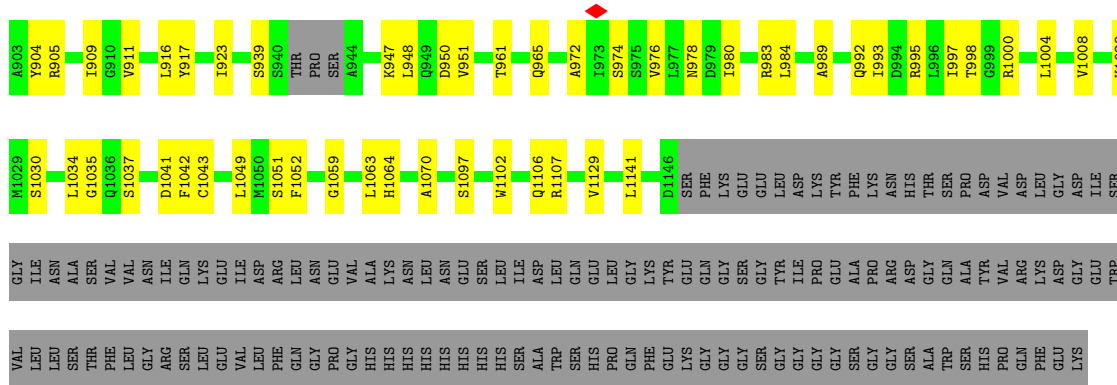 A903 Y904 R905 I909 G910 V911 L916 Y917 I923 S939 S940 THR PRO SER A944 K947 L948 Q949 D950 V951 T961 Q965 A972 I973 S974 S975 V976 L977 N978 D979 I980 R983 L984 A989 Q992 I993 D994 R995 L996 I997 T998 G999 R1000 L1004 V1008
M1029 S1030 L1034 G1035 Q1036 S1037 D1041 F1042 C1043 L1049 M1050 S1051 F1052 G1059 L1063 H1064 A1070 S1097 W1102 Q1106 R1107 V1129 L1141 D1146 SER PHE LYS GLU GLU LEU ASP LYS TYR PHE LYS ASN HIS THR SER PRO ASP VAL ASP LEU GLY ASP ILE SER
GLY ILE ASN ALA SER VAL VAL ASN ILE GLN LYS GLU ILE ASP ARG LEU ASN GLU VAL ALA LYS ASN LEU ASN GLU SER LEU ILE ASP LEU GLN GLU LEU GLY LYS TYR GLU GLN GLY SER GLY TYR ILE PRO GLU ALA PRO ARG ASP GLY GLN ALA TYR VAL ARG LYS ASP GLY GLU TRP
VAL LEU LEU SER THR PHE LEU GLY ARG SER LEU GLU VAL LEU PHE GLN GLY PRO GLY HIS HIS HIS HIS HIS HIS HIS HIS SER ALA TRP SER HIS PRO GLN PHE GLU LYS GLY GLY GLY SER GLY GLY GLY GLY SER GLY GLY SER ALA TRP SER HIS PRO GLN PHE GLU LYS